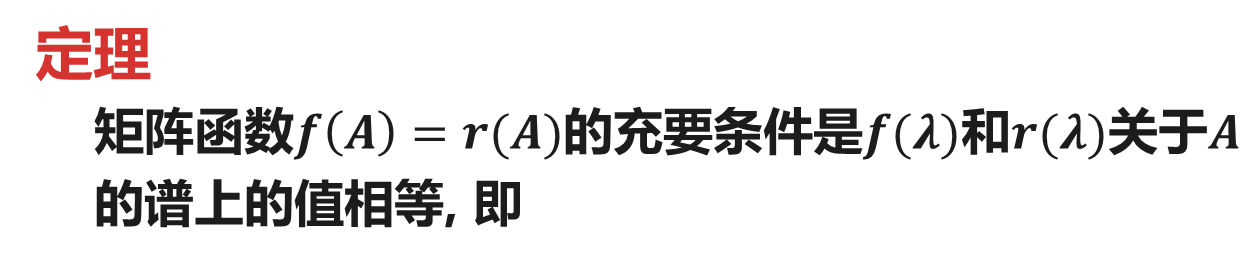 定理
矩阵函数f(A) = r(A)的充要条件是f(λ)和r(λ)关于A
的谱上的值相等, 即